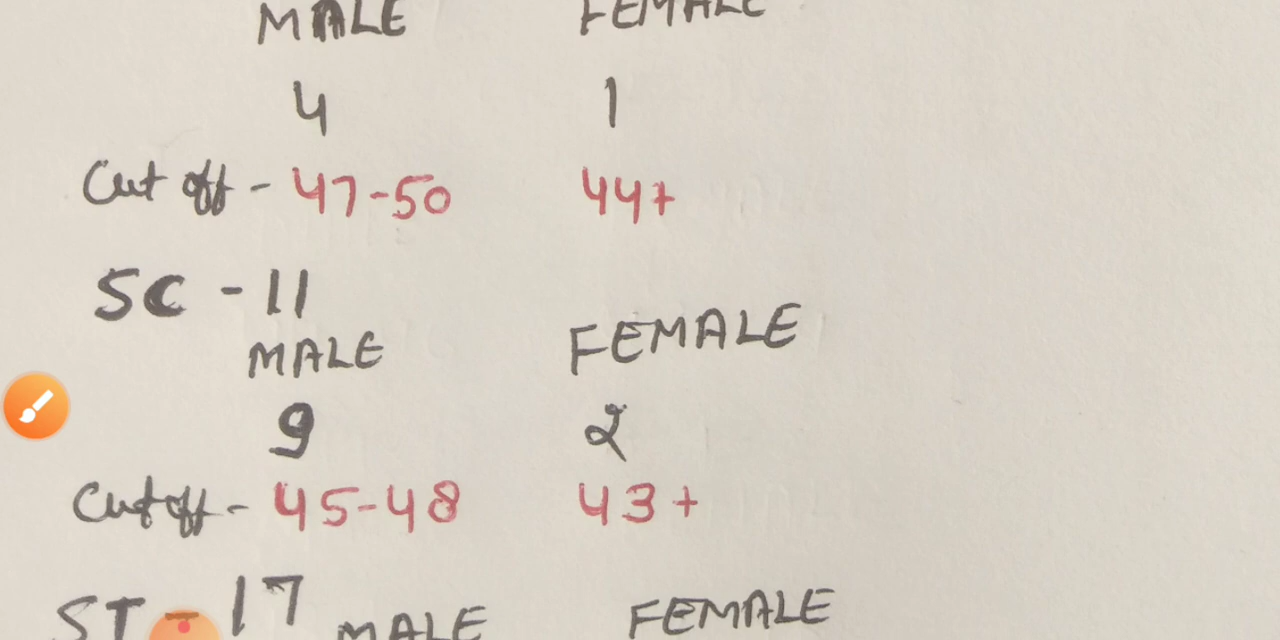 MALE FEMALE
4 1
Cut off - 47-50 44+
SC - 11
MALE FEMALE
9 2
Cut off - 45-48 43+
ST - 17 MALE FEMALE